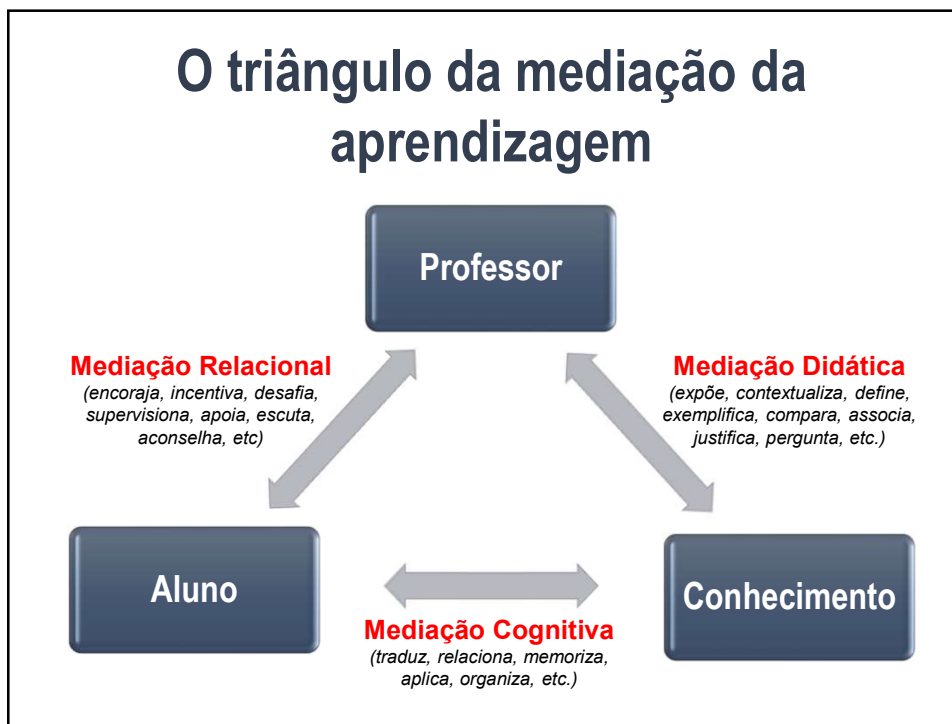 O triângulo da mediação da
aprendizagem
Professor
Mediação Relacional
(encoraja, incentiva, desafia,
supervisiona, apoia, escuta,
aconselha, etc)
Mediação Didática
(expõe, contextualiza, define,
exemplifica, compara, associa,
justifica, pergunta, etc.)
Aluno
Conhecimento
Mediação Cognitiva
(traduz, relaciona, memoriza,
aplica, organiza, etc.)